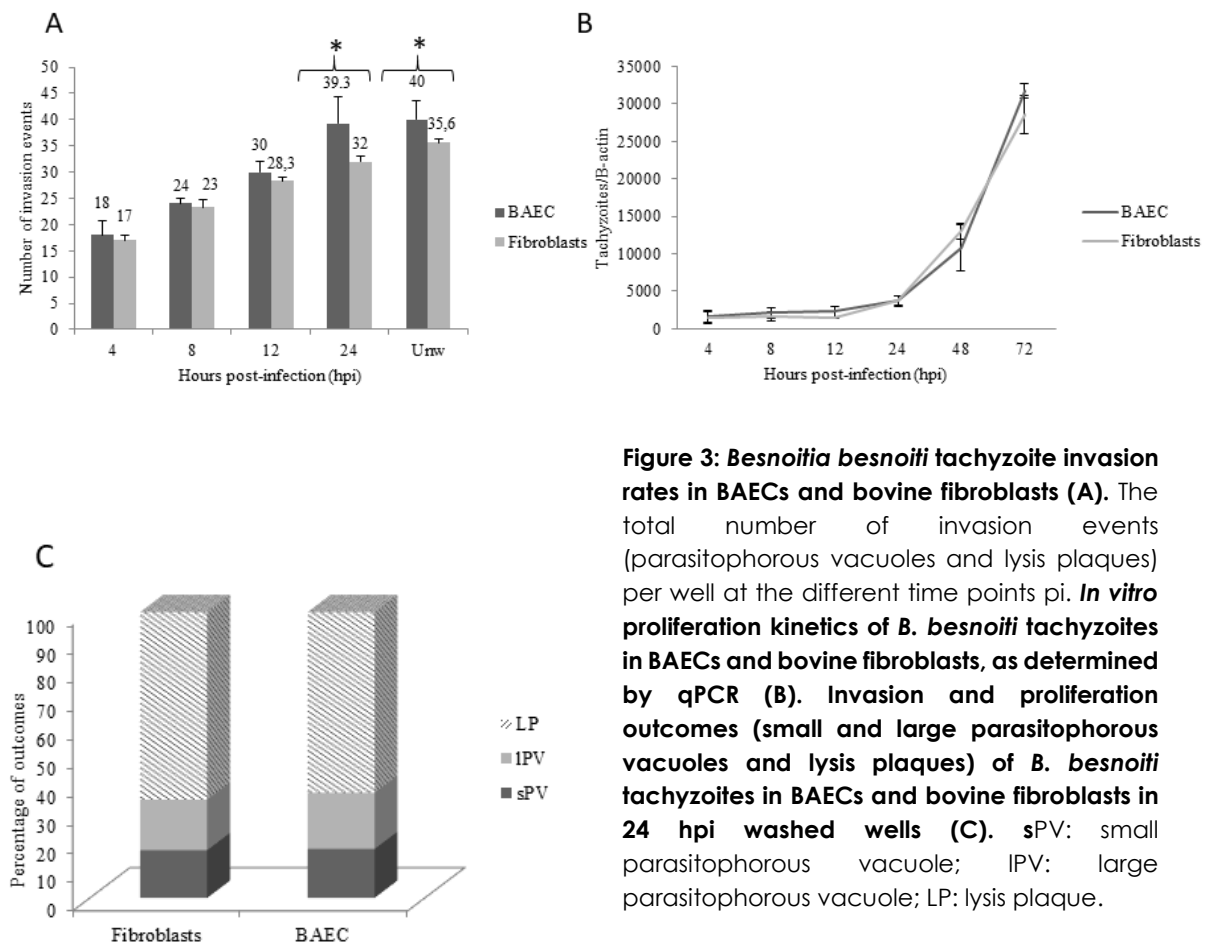 A
*
*
50
45
40
35
30
25
20
15
10
5
0
Number of invasion events
18
17
24
23
30
28,3
39.3
32
40
35,6
4
8
12
24
Unw
Hours post-infection (hpi)
BAEC
Fibroblasts
B
35000
30000
25000
20000
15000
10000
5000
0
Tachyzoites/B-actin
4
8
12
24
48
72
Hours post-infection (hpi)
BAEC
Fibroblasts
C
100
90
80
70
60
50
40
30
20
10
0
Percentage of outcomes
Fibroblasts
BAEC
LP
lPV
sPV
Figure 3: Besnoitia besnoiti tachyzoite invasion
rates in BAECs and bovine fibroblasts (A). The
total number of invasion events
(parasitophorous vacuoles and lysis plaques)
per well at the different time points pi. In vitro
proliferation kinetics of B. besnoiti tachyzoites
in BAECs and bovine fibroblasts, as determined
by qPCR (B). Invasion and proliferation
outcomes (small and large parasitophorous
vacuoles and lysis plaques) of B. besnoiti
tachyzoites in BAECs and bovine fibroblasts in
24 hpi washed wells (C). sPV: small
parasitophorous vacuole; lPV: large
parasitophorous vacuole; LP: lysis plaque.